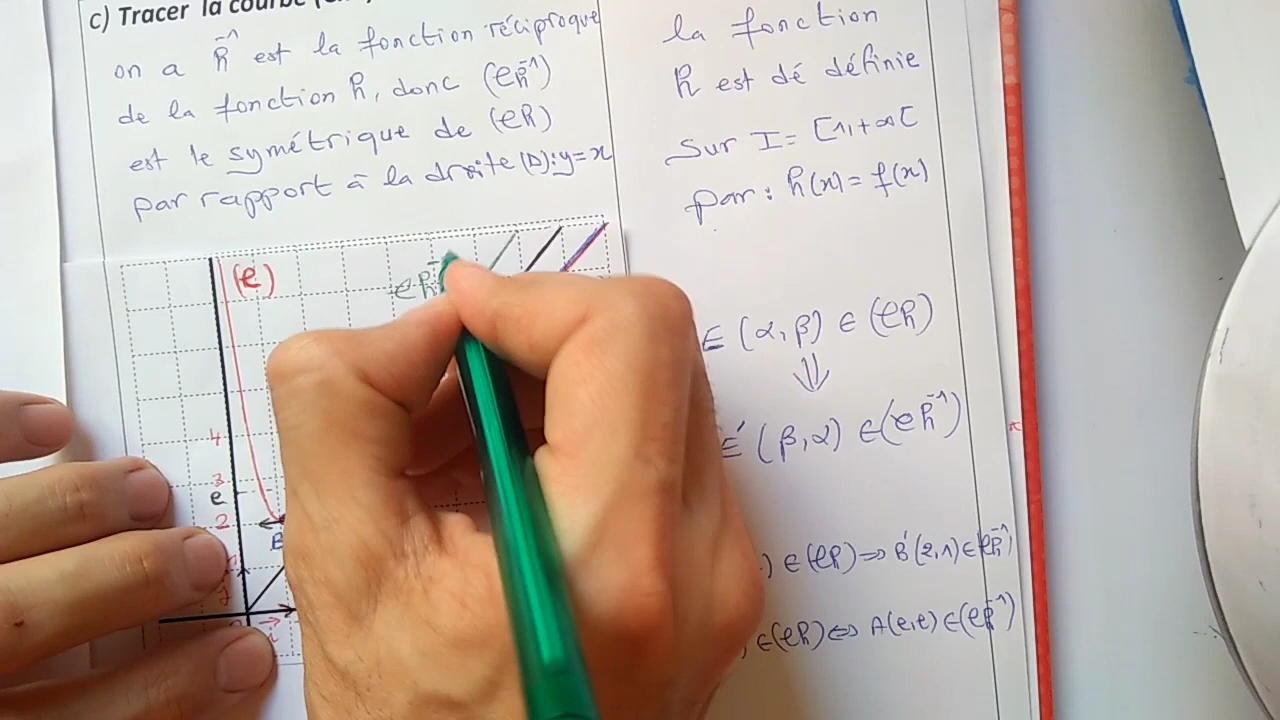 c) Tracer la courbe
on a h⁻¹ est la fonction réciproque
de la fonction h, donc (Ch⁻¹)
est le symétrique de (Ch)
par rapport à la droite (D): y = x
la fonction
h est dé définie
sur I = [1,+∞[
par : h(x) = f(x)
(C)
Ch⁻
4
3
e
2
B
E (α, β) ∈ (Ch)
⇓
E' (β, α) ∈ (Ch⁻¹)
) ∈ (Ch) ⇒ B'(2,1) ∈ (Ch⁻¹)
∈ (Ch) ⇔ A(e,e) ∈ (Ch⁻¹)